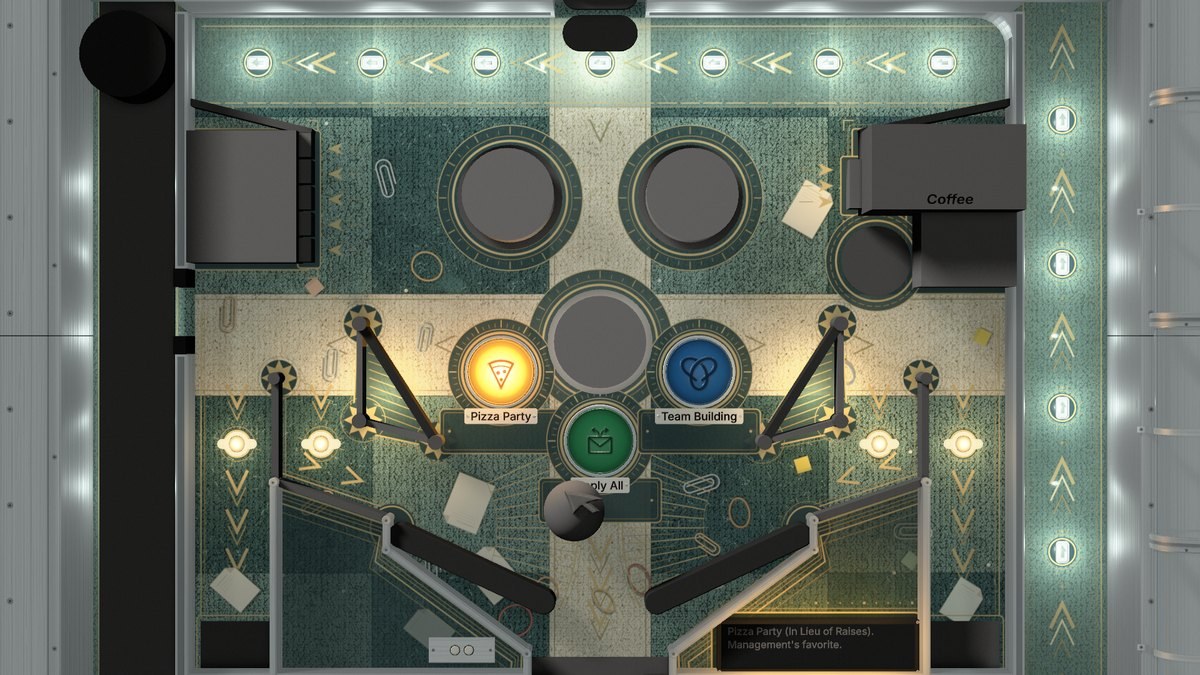 Coffee
Pizza Party
Team Building
ply All
Pizza Party (In Lieu of Raises).
Management's favorite.